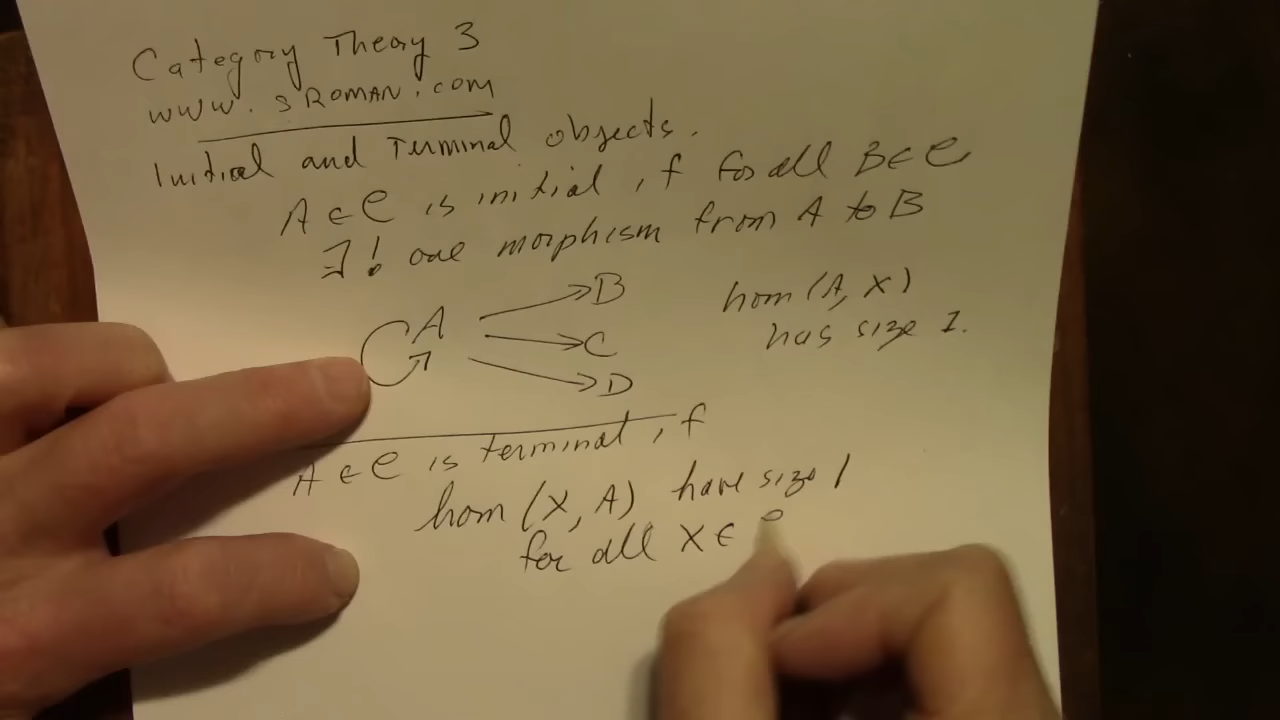 Category Theory 3
www.SROMAN.com
Initial and Terminal objects.
A ∈ C is initial if for all B ∈ C
∃! one morphism from A to B
A → B
→ C
→ D
hom (A, X)
has size 1.
A ∈ C is terminal if
hom (X, A) have size 1
for all X ∈